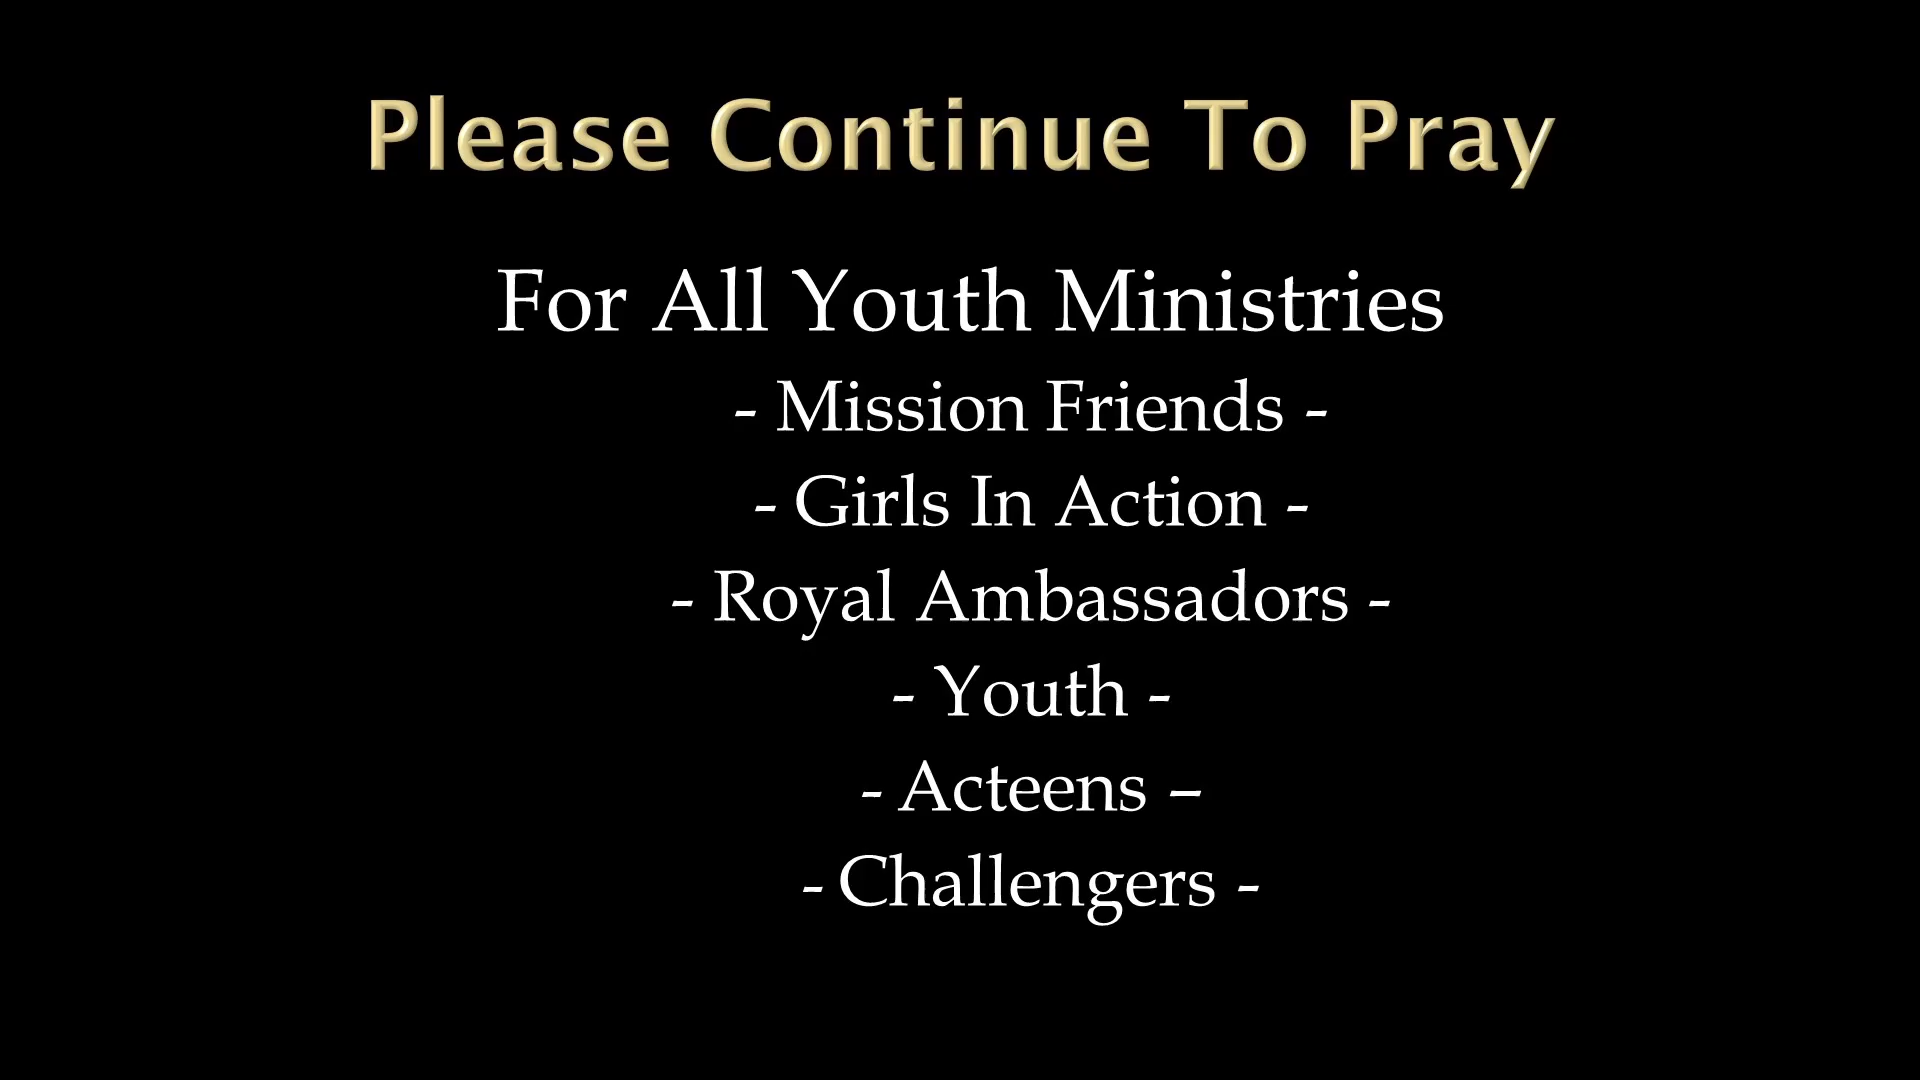 Please Continue To Pray
For All Youth Ministries
- Mission Friends -
- Girls In Action -
- Royal Ambassadors -
- Youth -
- Acteens –
- Challengers -